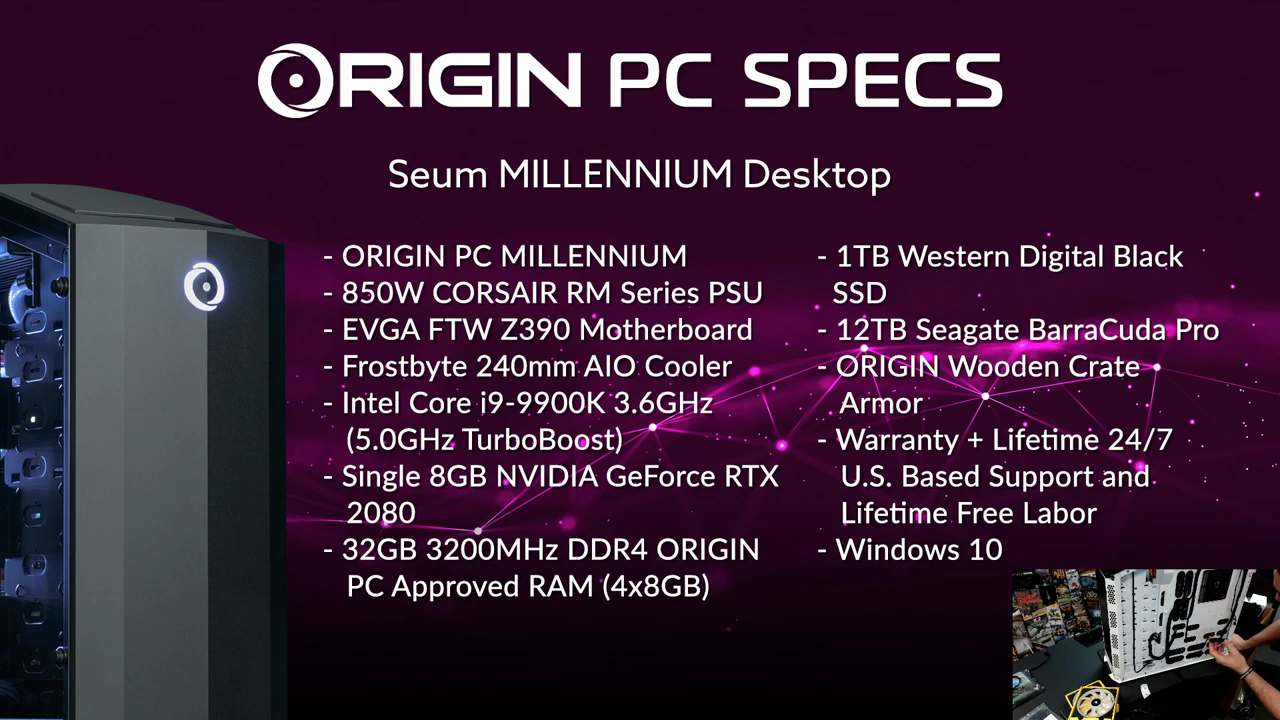 ORIGIN PC SPECS
Seum MILLENNIUM Desktop
- ORIGIN PC MILLENNIUM
- 850W CORSAIR RM Series PSU
- EVGA FTW Z390 Motherboard
- Frostbyte 240mm AIO Cooler
- Intel Core i9-9900K 3.6GHz
(5.0GHz TurboBoost)
- Single 8GB NVIDIA GeForce RTX
2080
- 32GB 3200MHz DDR4 ORIGIN
PC Approved RAM (4x8GB)
- 1TB Western Digital Black
SSD
- 12TB Seagate BarraCuda Pro
- ORIGIN Wooden Crate
Armor
- Warranty + Lifetime 24/7
U.S. Based Support and
Lifetime Free Labor
- Windows 10